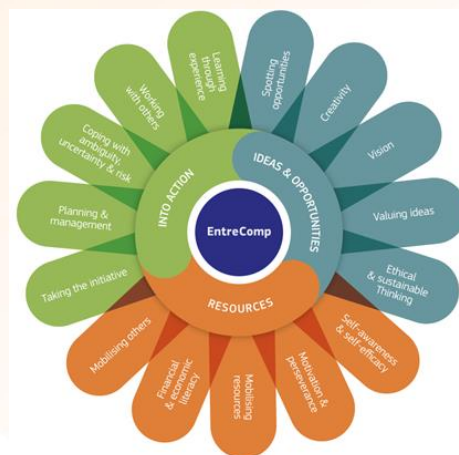 Spotting
opportunities
Creativity
Vision
Valuing ideas
Ethical
& sustainable
Thinking
Self-awareness
& self-efficacy
Motivation &
perseverance
Mobilising
resources
Financial
& economic
literacy
Mobilising others
Taking the initiative
Planning &
management
Coping with
ambiguity,
uncertainty & risk
Working
with others
Learning
through
experience
IDEAS & OPPORTUNITIES
RESOURCES
INTO ACTION
EntreComp